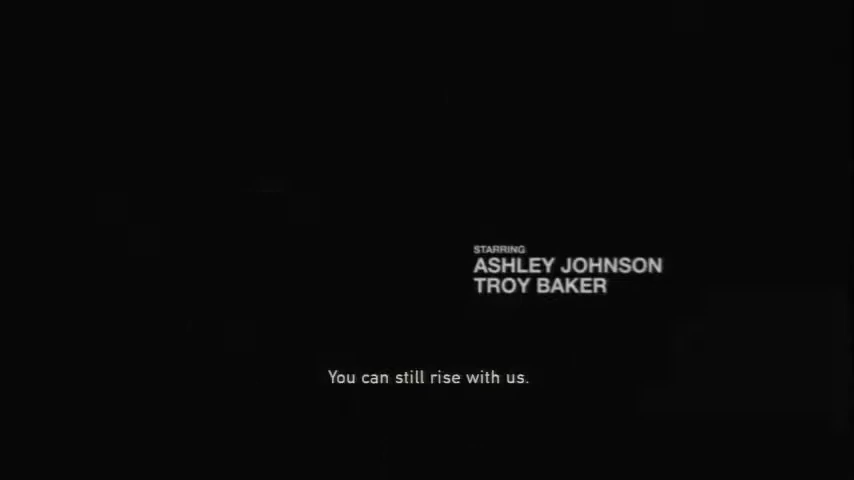 STARRING
ASHLEY JOHNSON
TROY BAKER
You can still rise with us.